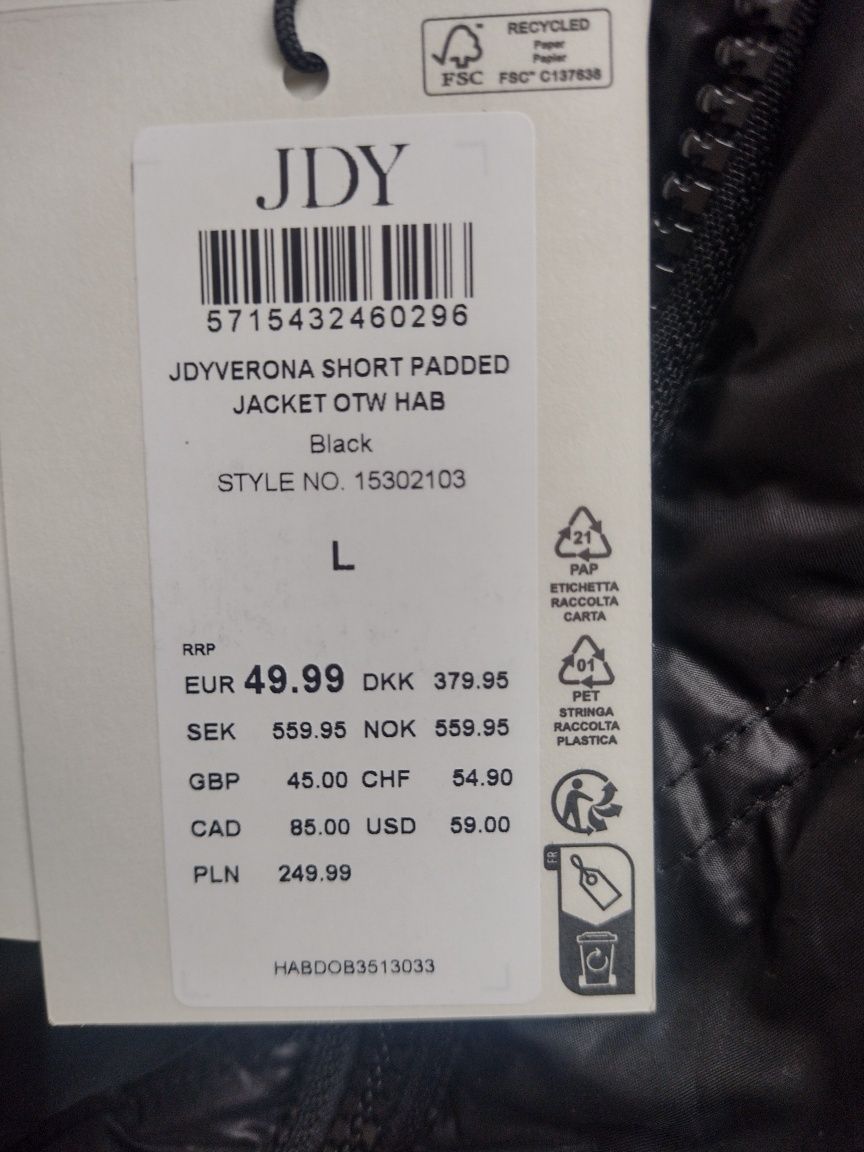 RECYCLED
Paper
Papier
FSC
FSC® C137638
JDY
5715432460296
JDYVERONA SHORT PADDED
JACKET OTW HAB
Black
STYLE NO. 15302103
L
RRP
EUR 49.99 DKK 379.95
SEK 559.95 NOK 559.95
GBP 45.00 CHF 54.90
CAD 85.00 USD 59.00
PLN 249.99
HABDOB3513033
21
PAP
ETICHETTA
RACCOLTA
CARTA
01
PET
STRINGA
RACCOLTA
PLASTICA
FR